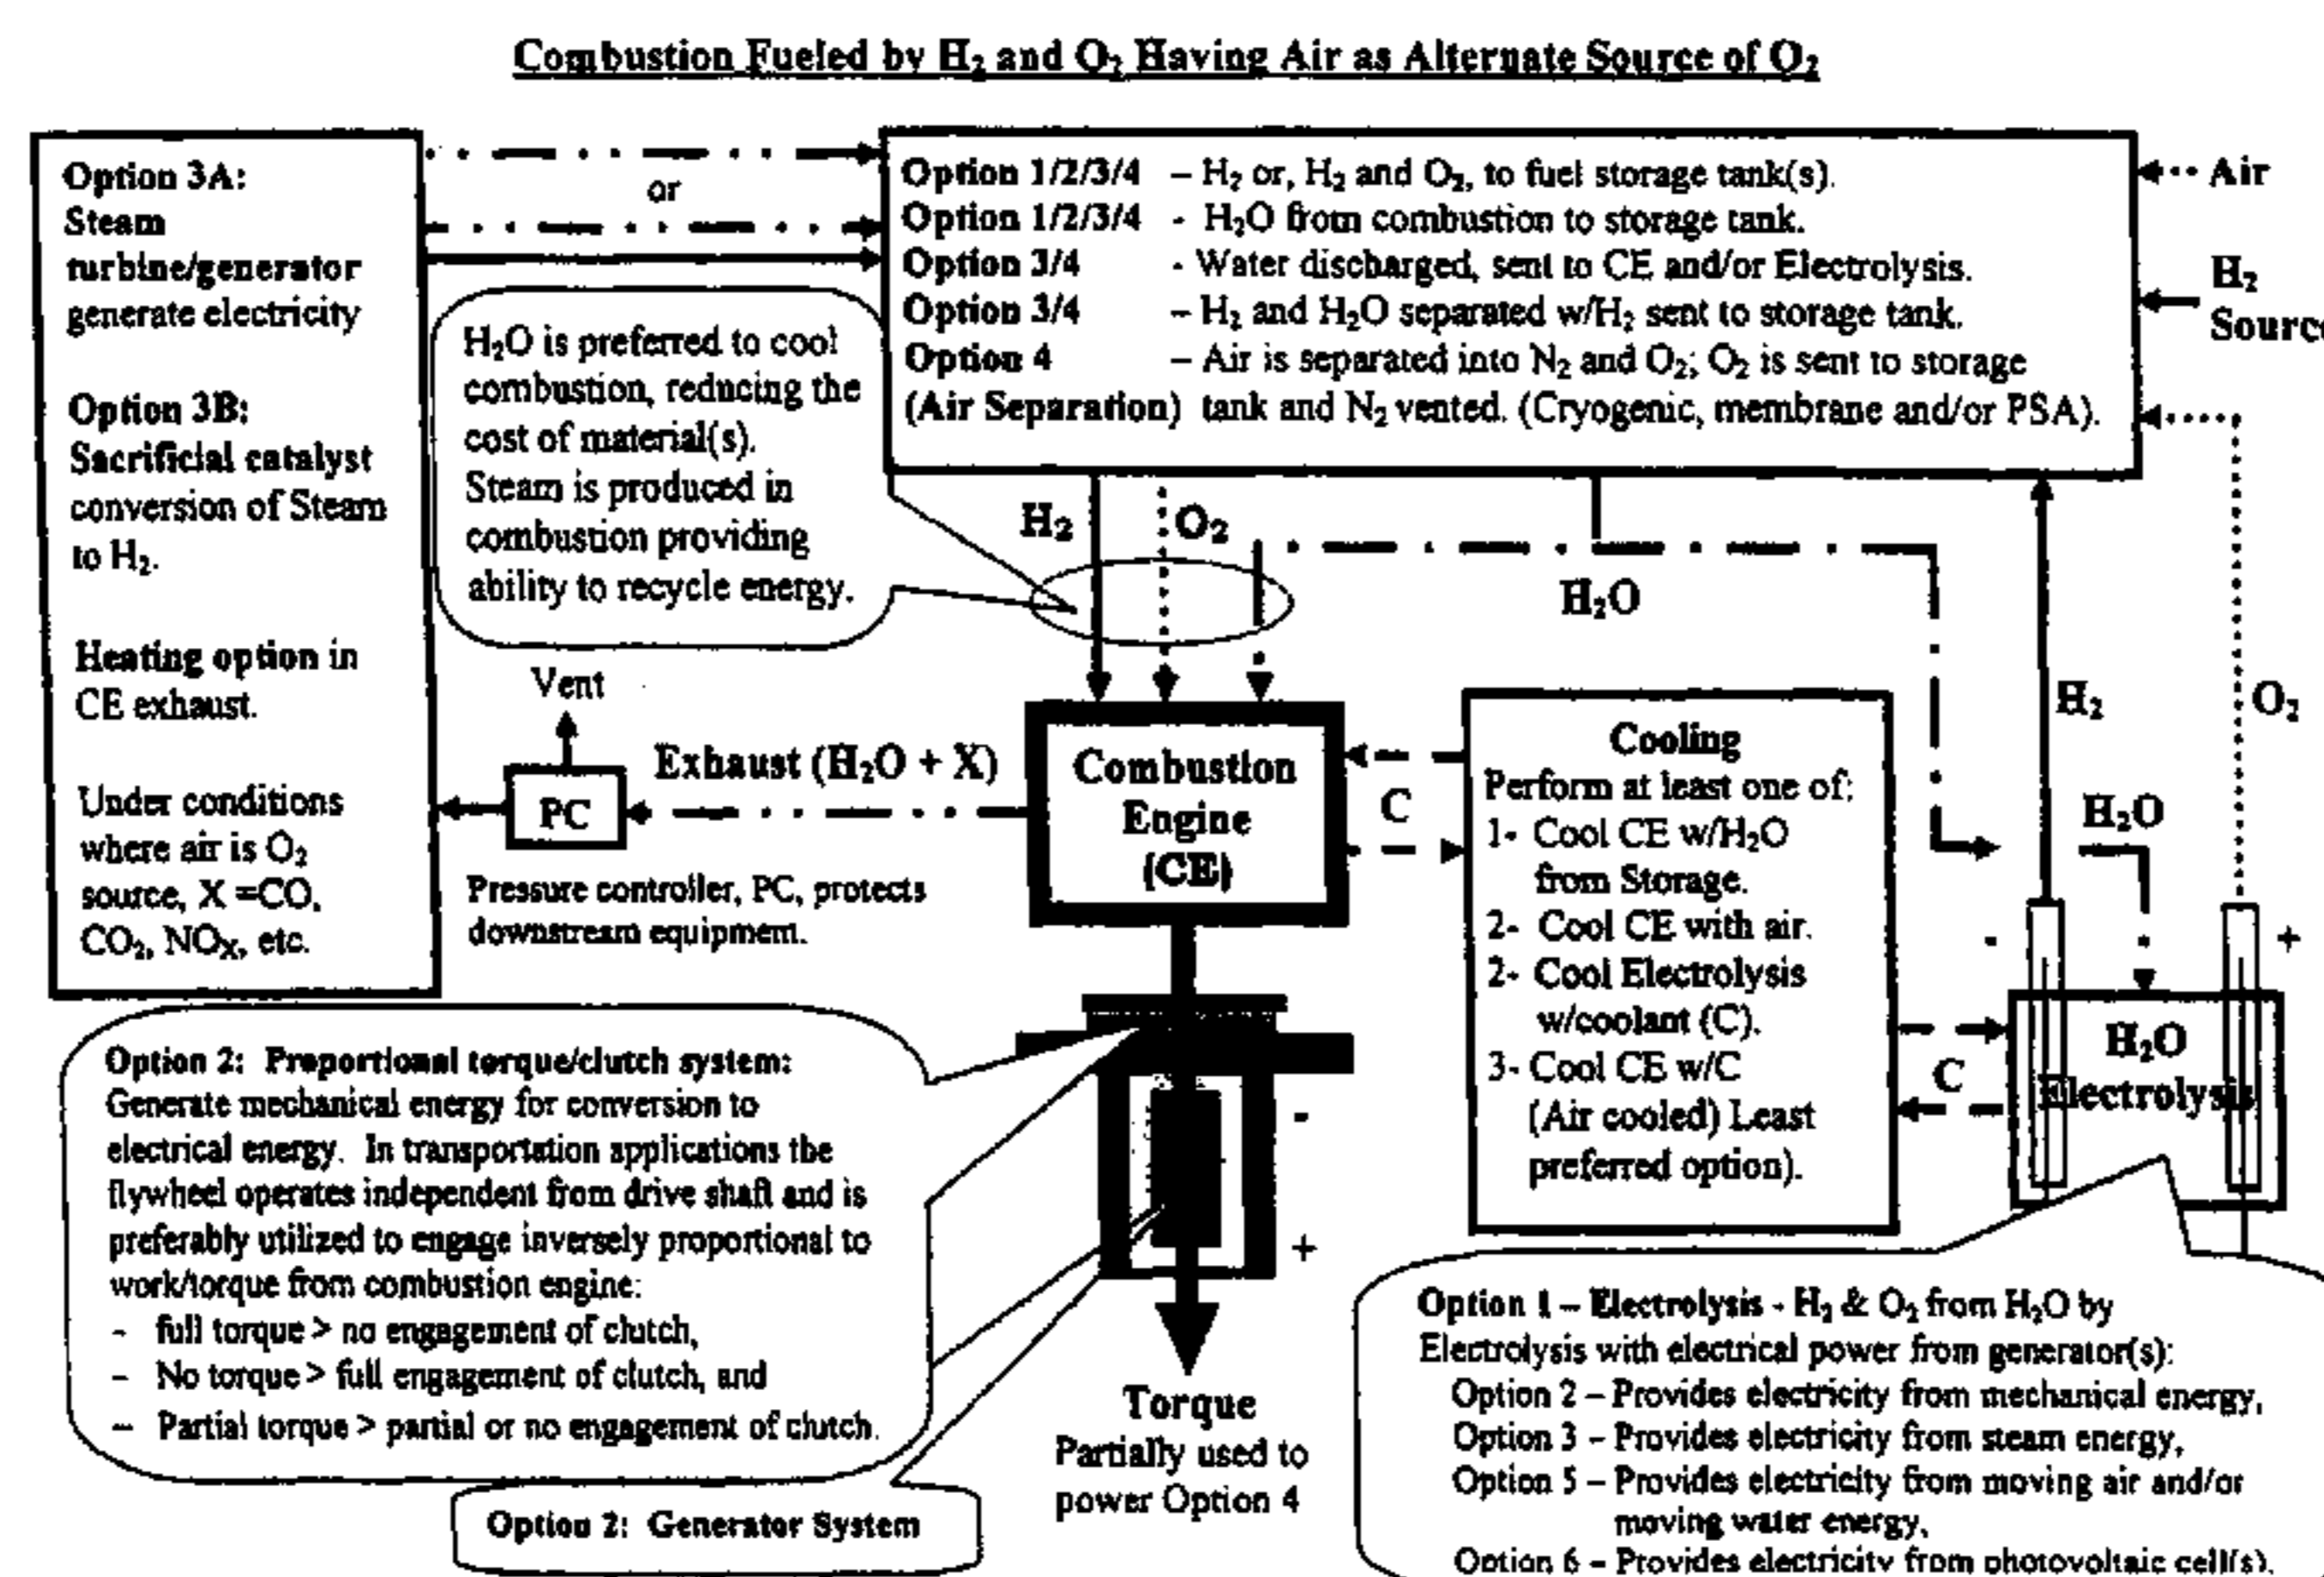 Combustion Fueled by H₂ and O₂ Having Air as Alternate Source of O₂
Option 3A:
Steam
turbine/generator
generate electricity
Option 3B:
Sacrificial catalyst
conversion of Steam
to H₂.
Heating option in
CE exhaust.
Under conditions
where air is O₂
source, X =CO,
CO₂, NOX, etc.
or
Option 1/2/3/4 – H₂ or, H₂ and O₂, to fuel storage tank(s).
Option 1/2/3/4 - H₂O from combustion to storage tank.
Option 3/4 - Water discharged, sent to CE and/or Electrolysis.
Option 3/4 – H₂ and H₂O separated w/H₂ sent to storage tank.
Option 4 – Air is separated into N₂ and O₂; O₂ is sent to storage
(Air Separation) tank and N₂ vented. (Cryogenic, membrane and/or PSA).
Air
H₂
Source
H₂O is preferred to cool
combustion, reducing the
cost of material(s).
Steam is produced in
combustion providing
ability to recycle energy.
H₂
O₂
H₂O
H₂
O₂
Vent
PC
Exhaust (H₂O + X)
Pressure controller, PC, protects
downstream equipment.
Combustion
Engine
(CE)
C
Cooling
Perform at least one of:
1- Cool CE w/H₂O
from Storage.
2- Cool CE with air.
2- Cool Electrolysis
w/coolant (C).
3- Cool CE w/C
(Air cooled) Least
preferred option).
H₂O
-
+
C
H₂O
Electrolysis
-
+
Option 2: Proportional torque/clutch system:
Generate mechanical energy for conversion to
electrical energy. In transportation applications the
flywheel operates independent from drive shaft and is
preferably utilized to engage inversely proportional to
work/torque from combustion engine:
- full torque > no engagement of clutch,
- No torque > full engagement of clutch, and
- Partial torque > partial or no engagement of clutch.
Option 2: Generator System
Torque
Partially used to
power Option 4
Option 1 – Electrolysis - H₂ & O₂ from H₂O by
Electrolysis with electrical power from generator(s):
Option 2 – Provides electricity from mechanical energy,
Option 3 – Provides electricity from steam energy,
Option 5 – Provides electricity from moving air and/or
moving water energy,
Option 6 – Provides electricity from photovoltaic cell(s).